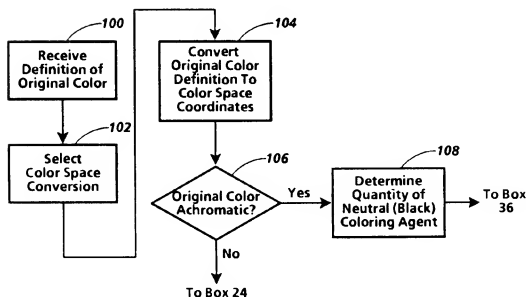 100
Receive
Definition of
Original Color
102
Select
Color Space
Conversion
104
Convert
Original Color
Definition To
Color Space
Coordinates
106
Original Color
Achromatic?
Yes
No
To Box 24
108
Determine
Quantity of
Neutral (Black)
Coloring Agent
To Box
36